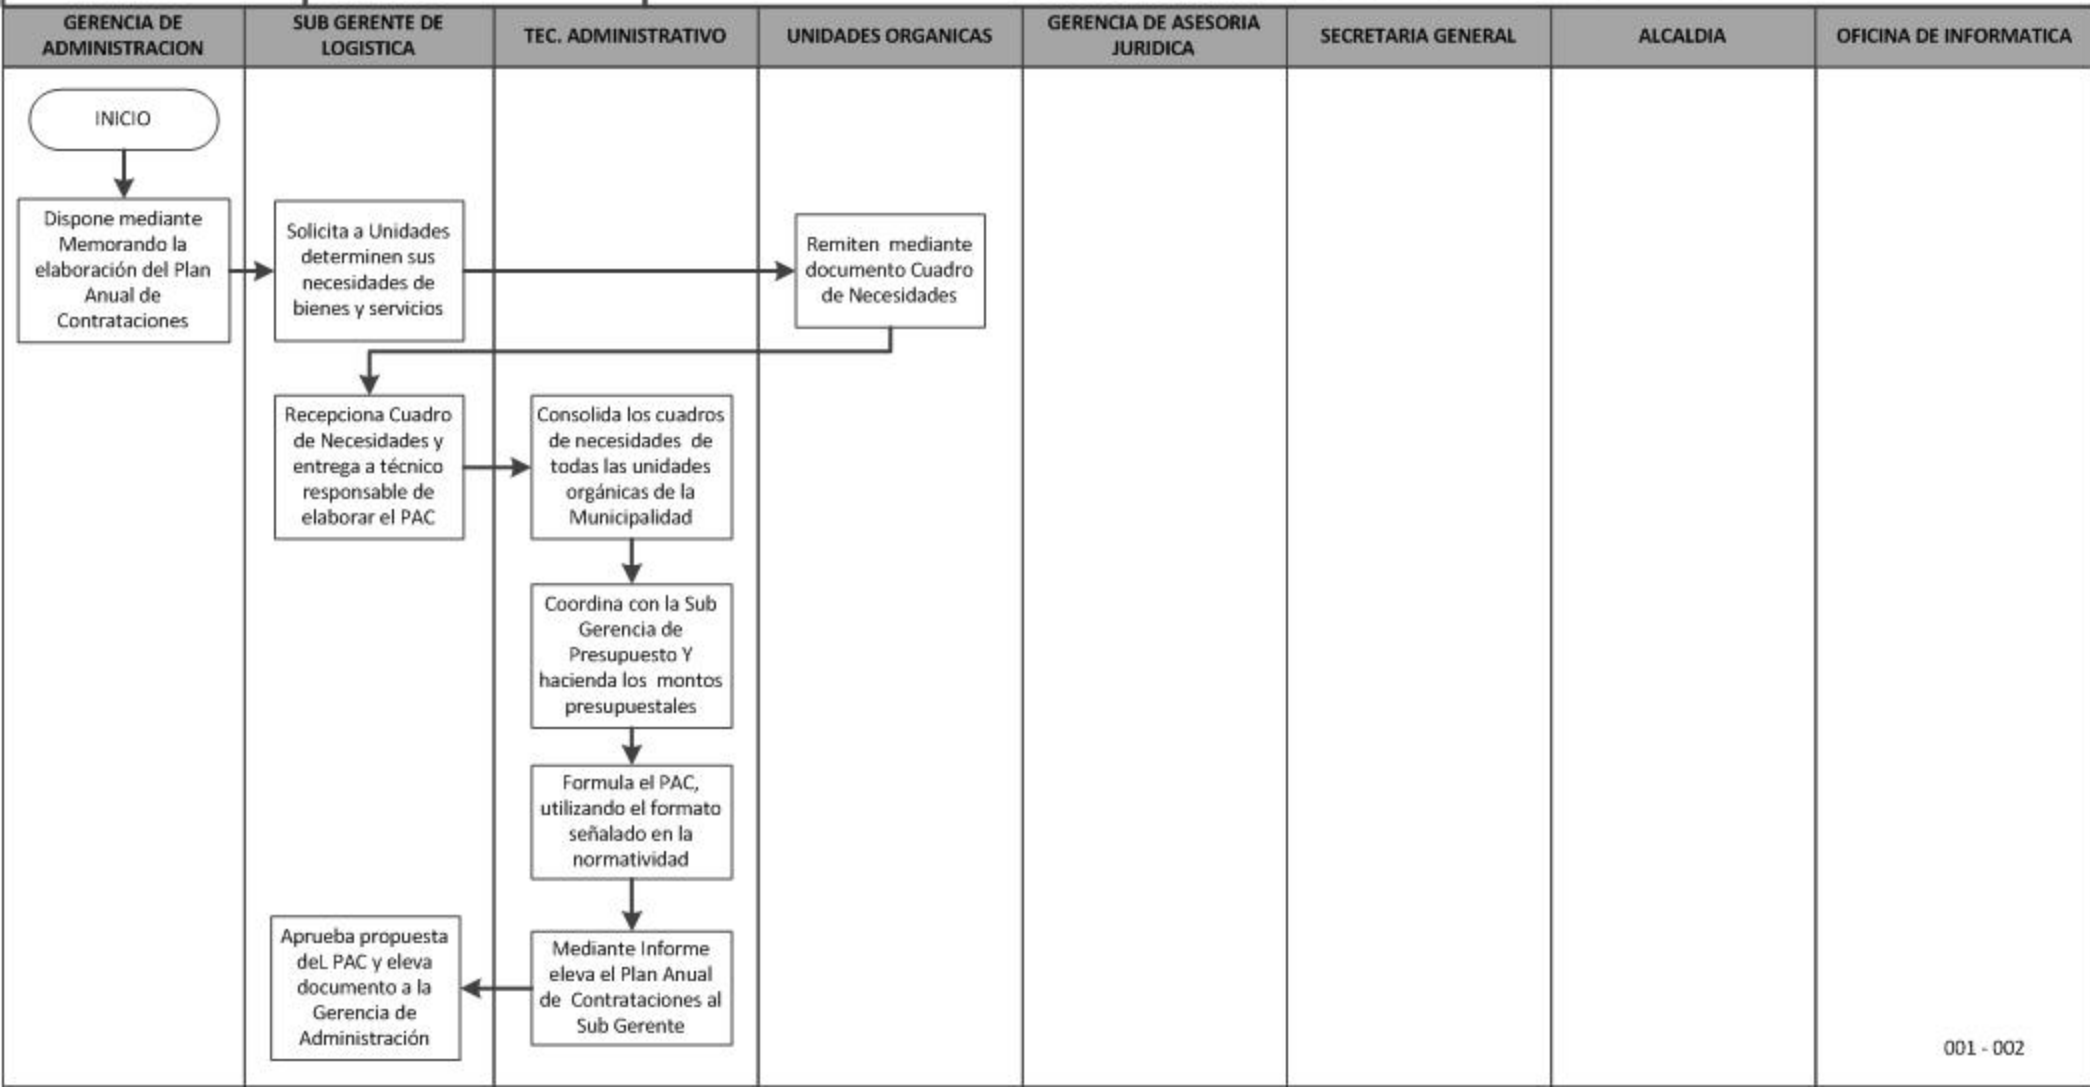 GERENCIA DE
ADMINISTRACION
SUB GERENTE DE
LOGISTICA
TEC. ADMINISTRATIVO
UNIDADES ORGANICAS
GERENCIA DE ASESORIA
JURIDICA
SECRETARIA GENERAL
ALCALDIA
OFICINA DE INFORMATICA
INICIO
Dispone mediante
Memorando la
elaboración del Plan
Anual de
Contrataciones
Solicita a Unidades
determinen sus
necesidades de
bienes y servicios
Remiten mediante
documento Cuadro
de Necesidades
Recepciona Cuadro
de Necesidades y
entrega a técnico
responsable de
elaborar el PAC
Consolida los cuadros
de necesidades de
todas las unidades
orgánicas de la
Municipalidad
Coordina con la Sub
Gerencia de
Presupuesto Y
hacienda los montos
presupuestales
Formula el PAC,
utilizando el formato
señalado en la
normatividad
Mediante Informe
eleva el Plan Anual
de Contrataciones al
Sub Gerente
Aprueba propuesta
deL PAC y eleva
documento a la
Gerencia de
Administración
001 - 002